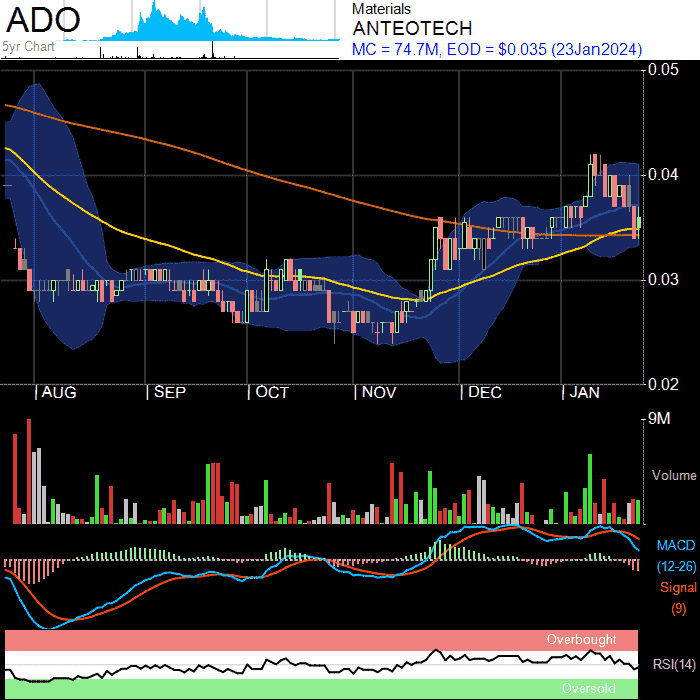 ADO
5yr Chart
Materials
ANTEOTECH
MC = 74.7M, EOD = $0.035 (23Jan2024)
0.05
0.04
0.03
0.02
AUG SEP OCT NOV DEC JAN
9M
Volume
MACD
(12-26)
Signal
(9)
Overbought
RSI(14)
Oversold